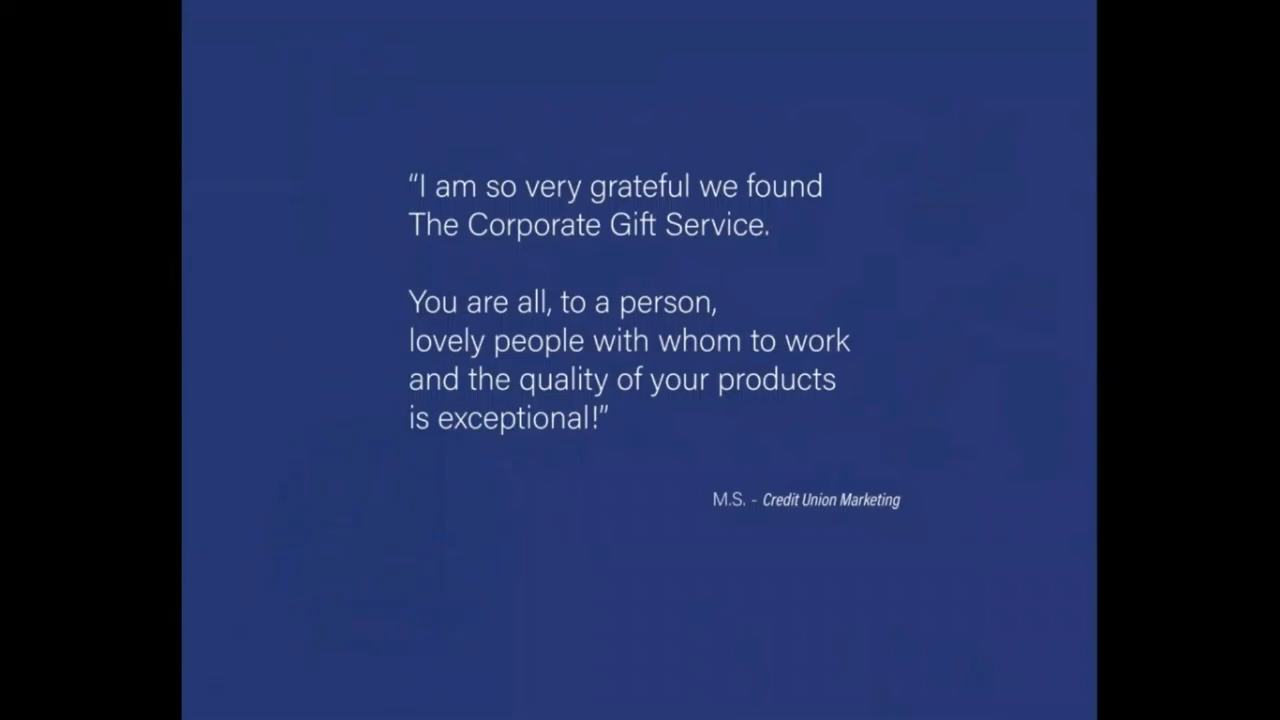 “I am so very grateful we found
The Corporate Gift Service.
You are all, to a person,
lovely people with whom to work
and the quality of your products
is exceptional!”
M.S. - Credit Union Marketing